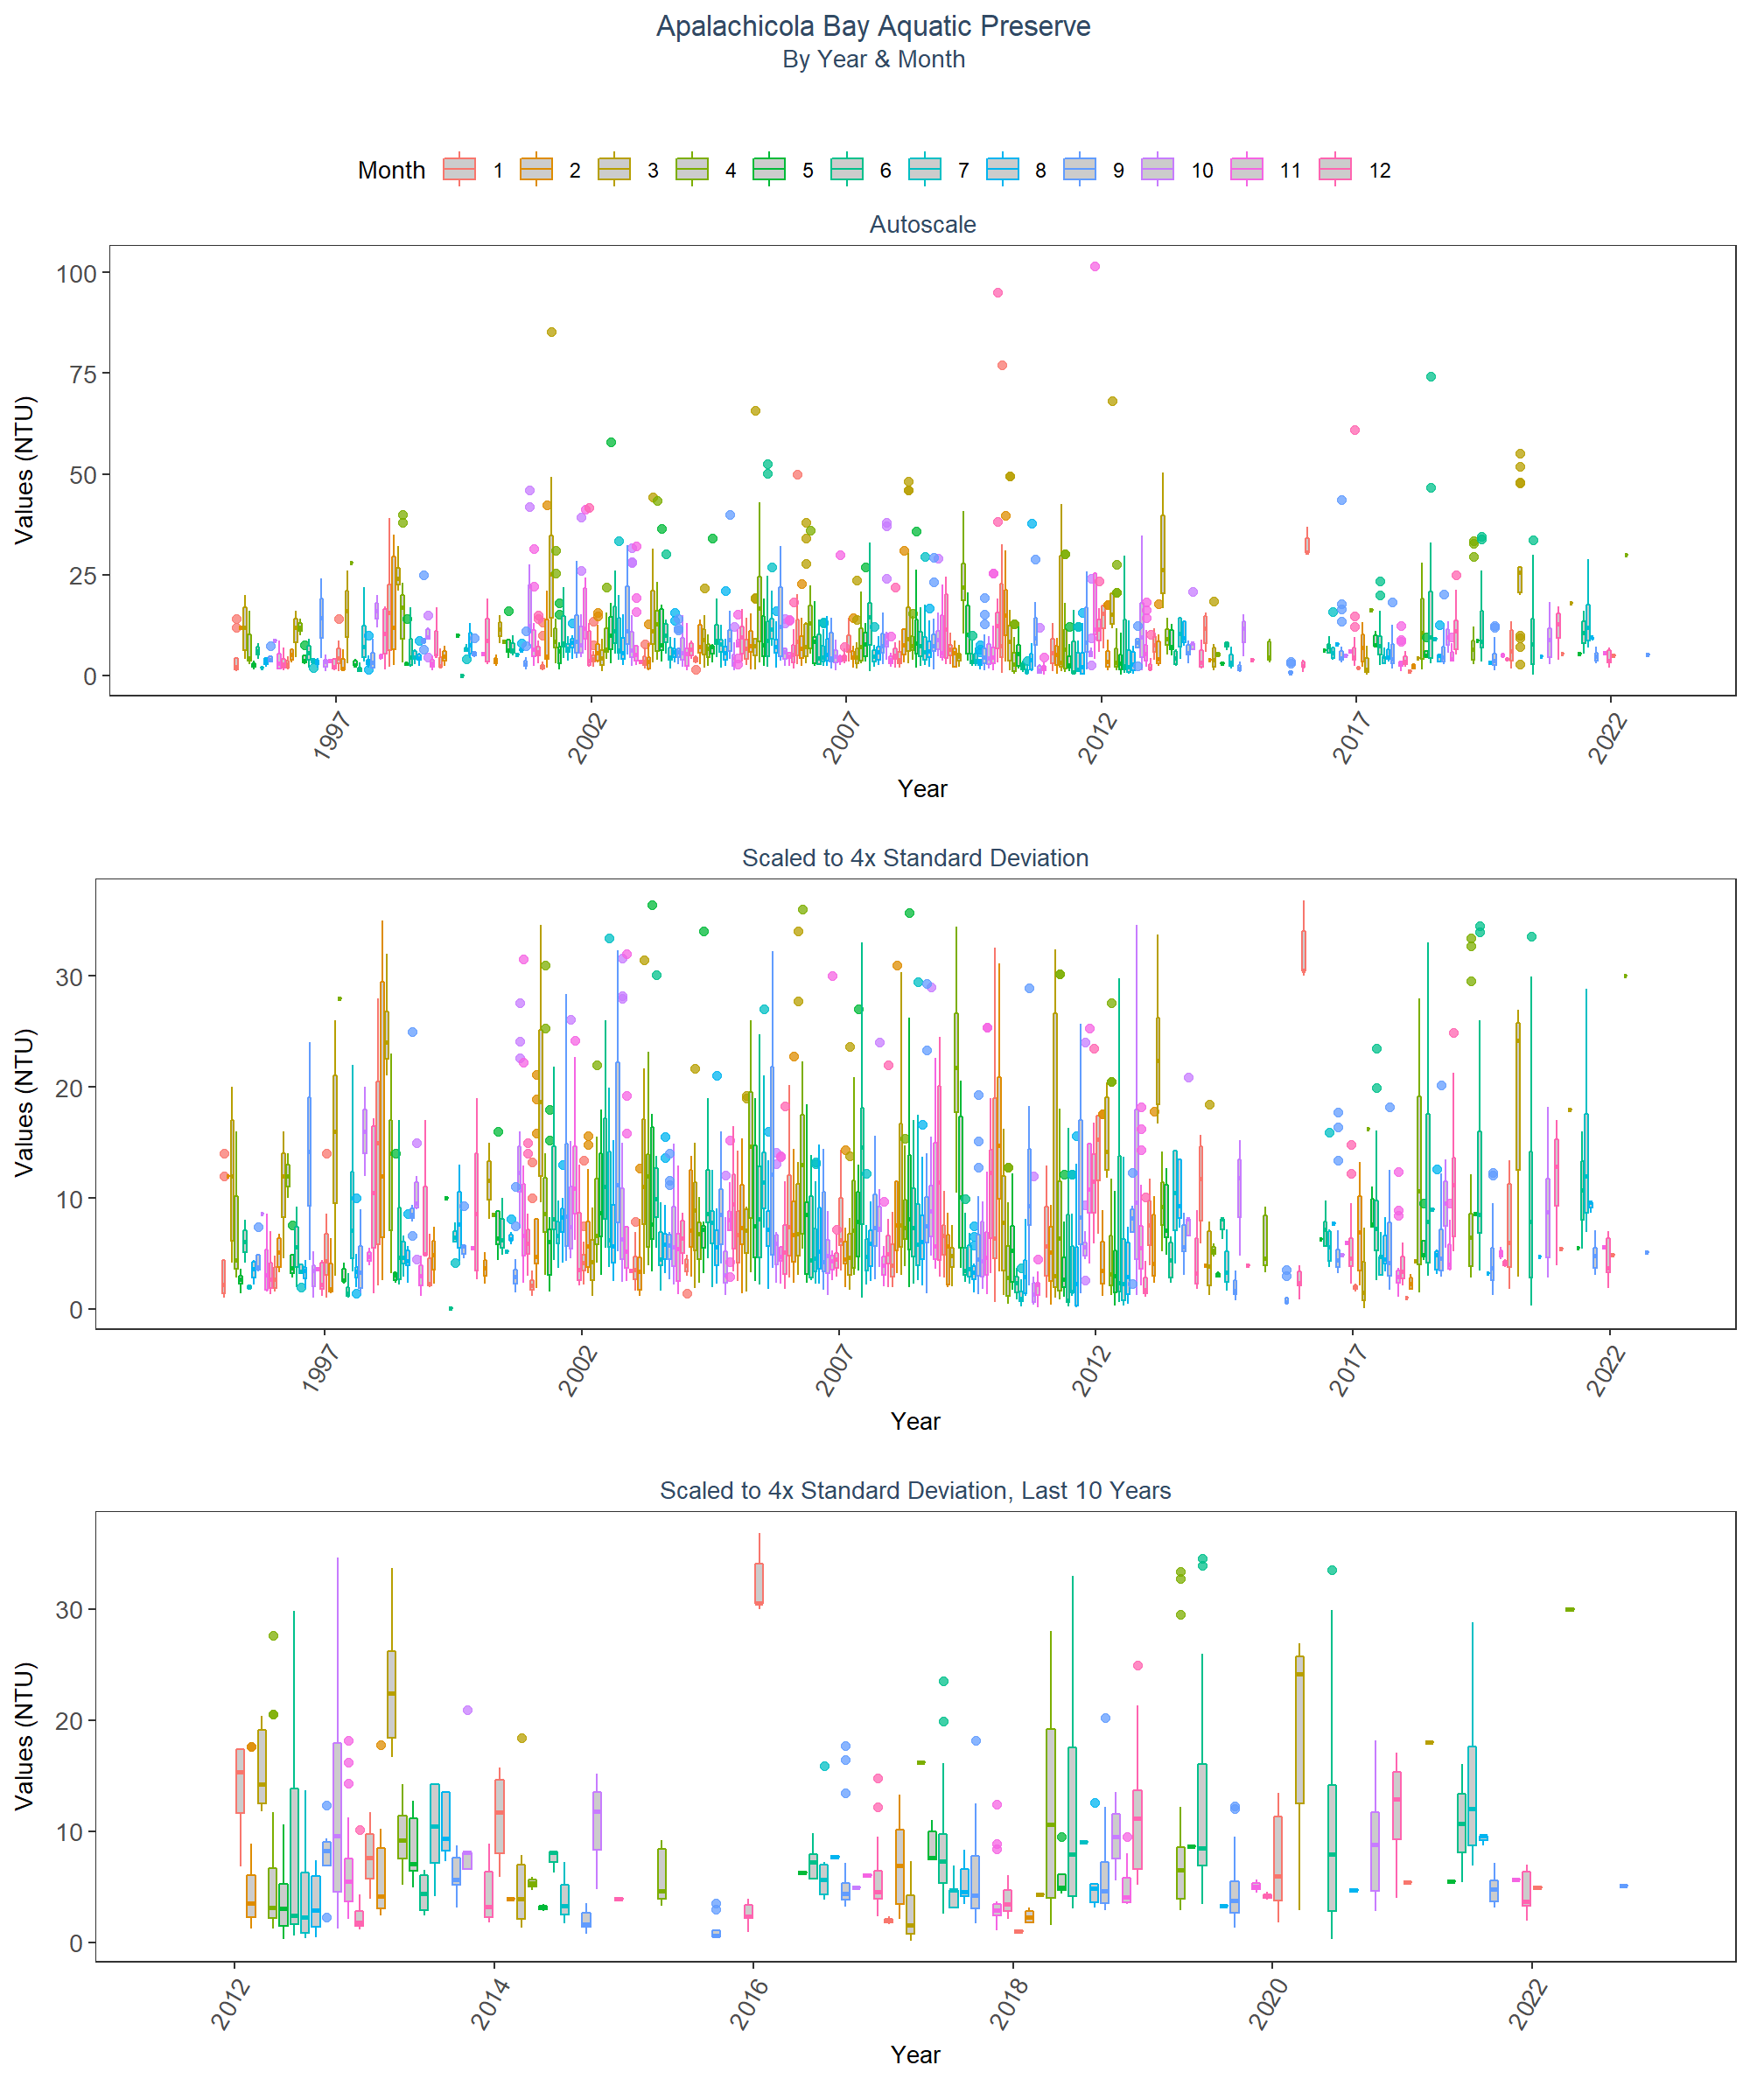 Apalachicola Bay Aquatic Preserve
By Year & Month
Month 1 2 3 4 5 6 7 8 9 10 11 12
Autoscale
Values (NTU)
100
75
50
25
0
1997 2002 2007 2012 2017 2022
Year
Scaled to 4x Standard Deviation
Values (NTU)
30
20
10
0
1997 2002 2007 2012 2017 2022
Year
Scaled to 4x Standard Deviation, Last 10 Years
Values (NTU)
30
20
10
0
2012 2014 2016 2018 2020 2022
Year